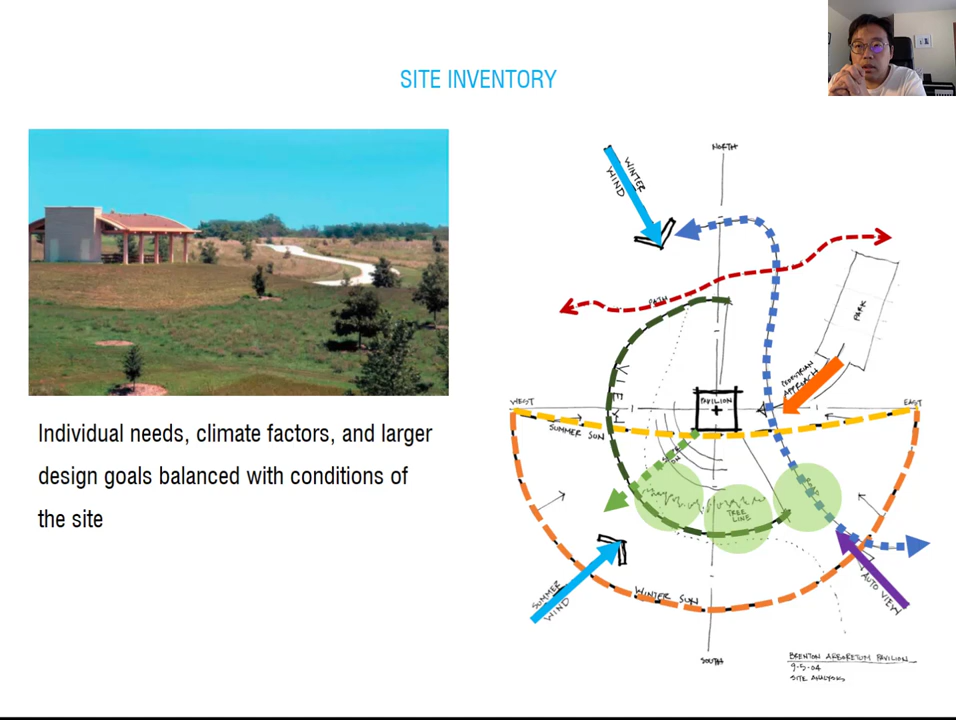 SITE INVENTORY
NORTH
WINTER
WIND
PATH
PARK
VIEW
PEDESTRIAN
APPROACH
PAVILION
WEST
EAST
SUMMER SUN
TREE
LINE
SUMMER
WIND
WINTER SUN
AUTO VIEW
SOUTH
BRENTON ARBORETUM PAVILION
9-5-04
SITE ANALYSIS
Individual needs, climate factors, and larger
design goals balanced with conditions of
the site